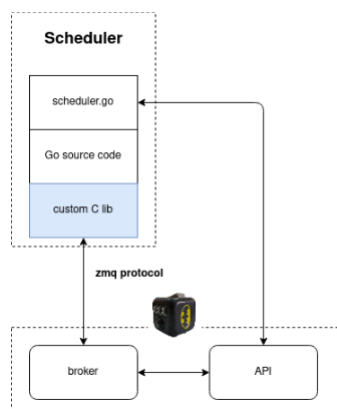 Scheduler
scheduler.go
Go source code
custom C lib
zmq protocol
broker
API